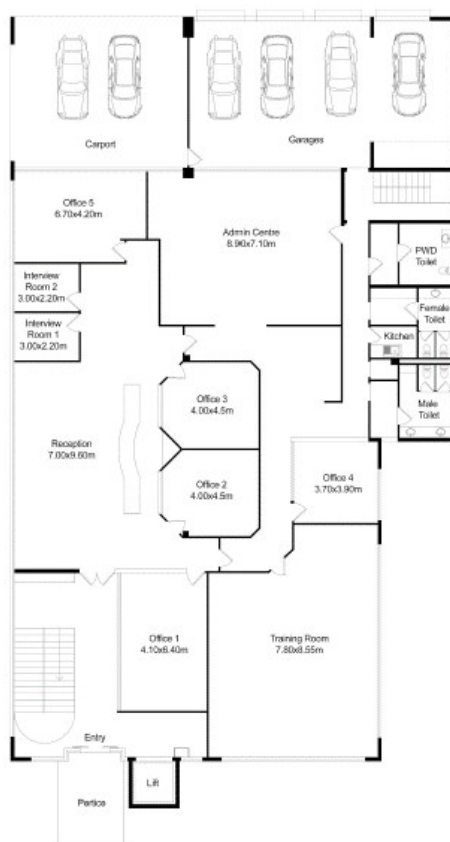 Carport
Garages
Office 5
6.70x4.20m
Admin Centre
8.90x7.10m
PWD
Toilet
Interview
Room 2
3.00x2.20m
Female
Toilet
Interview
Room 1
3.00x2.20m
Kitchen
Office 3
4.00x4.5m
Male
Toilet
Reception
7.00x9.60m
Office 2
4.00x4.5m
Office 4
3.70x3.90m
Office 1
4.10x6.40m
Training Room
7.80x8.55m
Entry
Lift
Portico